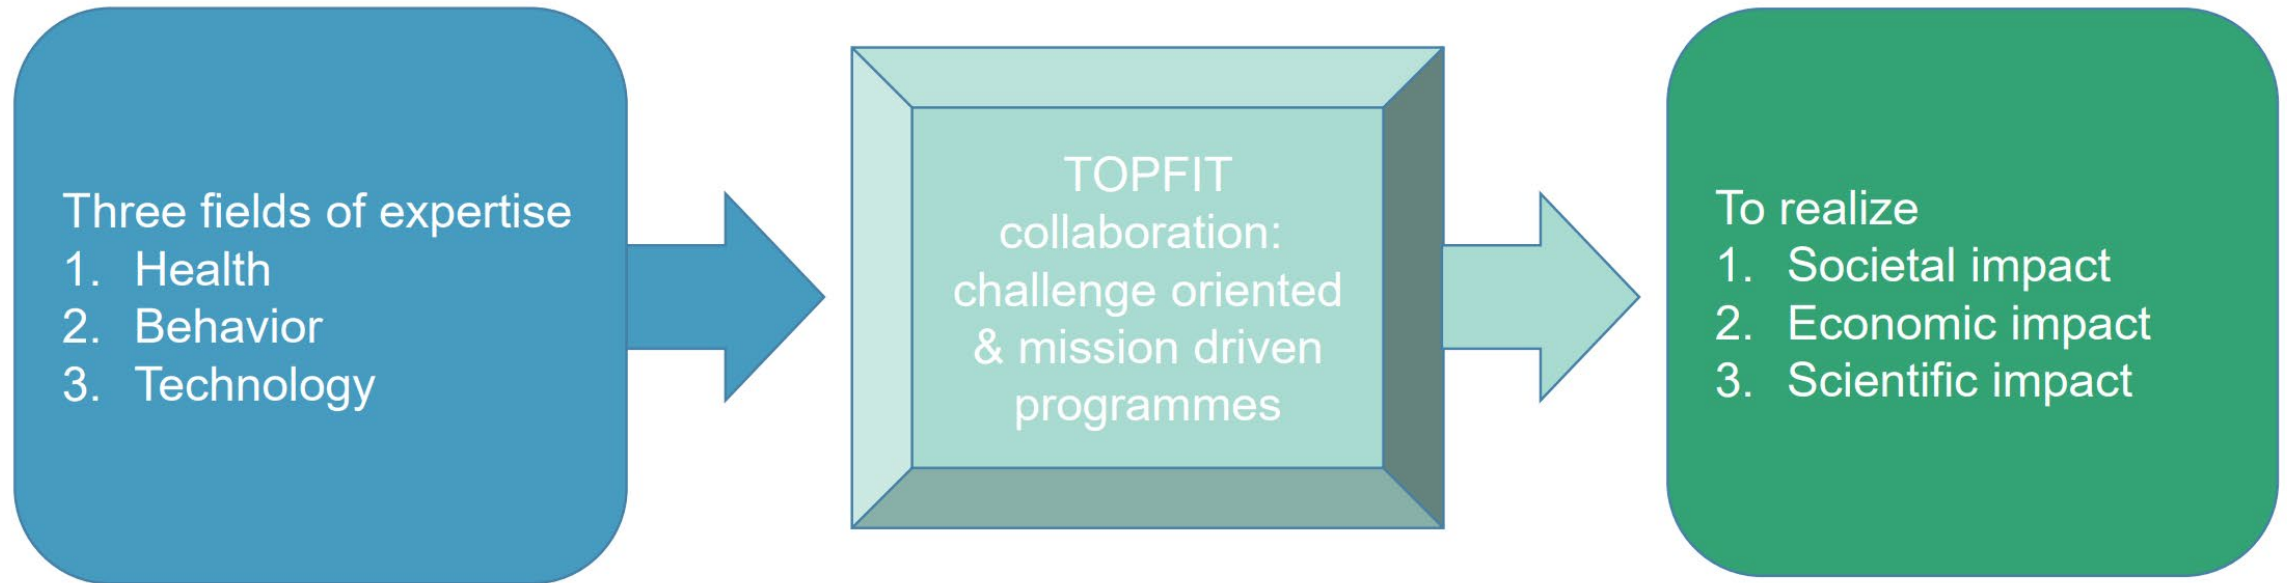 Three fields of expertise
1. Health
2. Behavior
3. Technology
TOPFIT
collaboration:
challenge oriented
& mission driven
programmes
To realize
1. Societal impact
2. Economic impact
3. Scientific impact